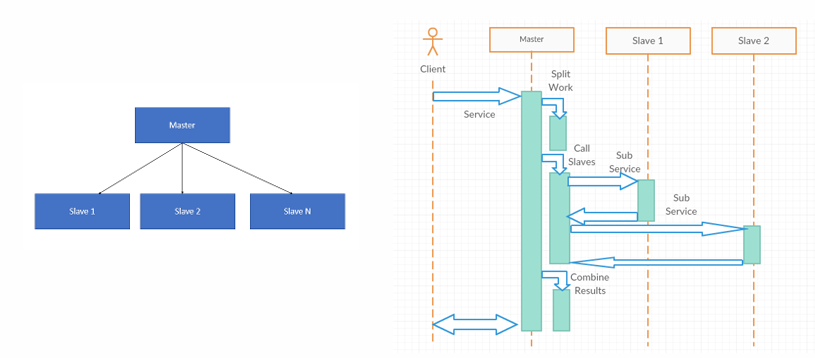 Master
Slave 1
Slave 2
Slave N
Client
Master
Slave 1
Slave 2
Service
Split
Work
Call
Slaves
Sub
Service
Sub
Service
Combine
Results